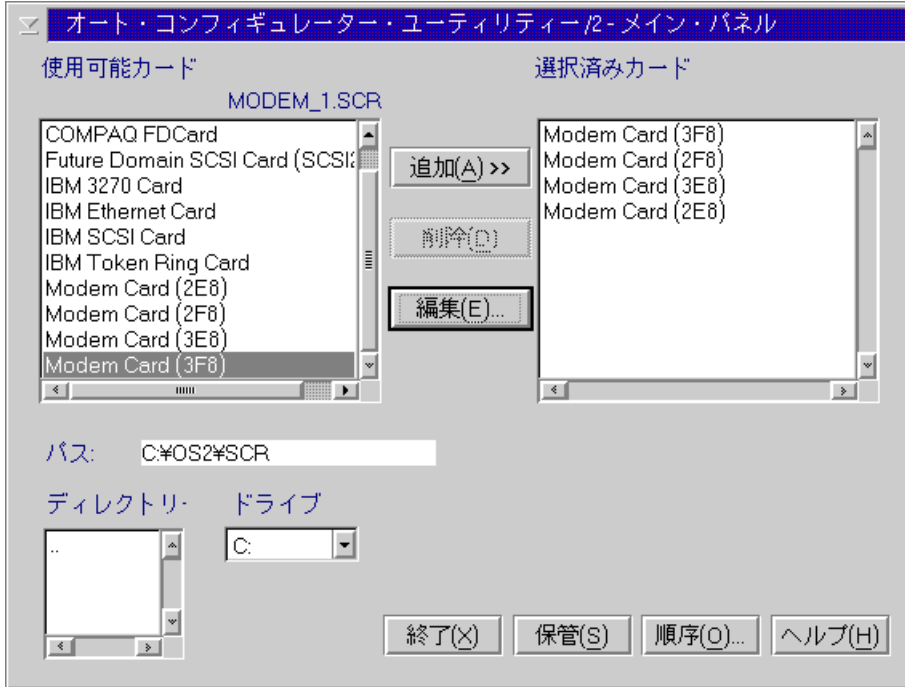 オート・コンフィギュレーター・ユーティリティー/2 - メイン・パネル
使用可能カード
選択済みカード
MODEM_1.SCR
COMPAQ FDCard
Future Domain SCSI Card (SCSI2
IBM 3270 Card
IBM Ethernet Card
IBM SCSI Card
IBM Token Ring Card
Modem Card (2E8)
Modem Card (2F8)
Modem Card (3E8)
Modem Card (3F8)
追加(A) >>
削除(D)
編集(E)...
Modem Card (3F8)
Modem Card (2F8)
Modem Card (3E8)
Modem Card (2E8)
パス:
C:¥OS2¥SCR
ディレクトリー
ドライブ
..
C:
終了(X)
保管(S)
順序(O)...
ヘルプ(H)